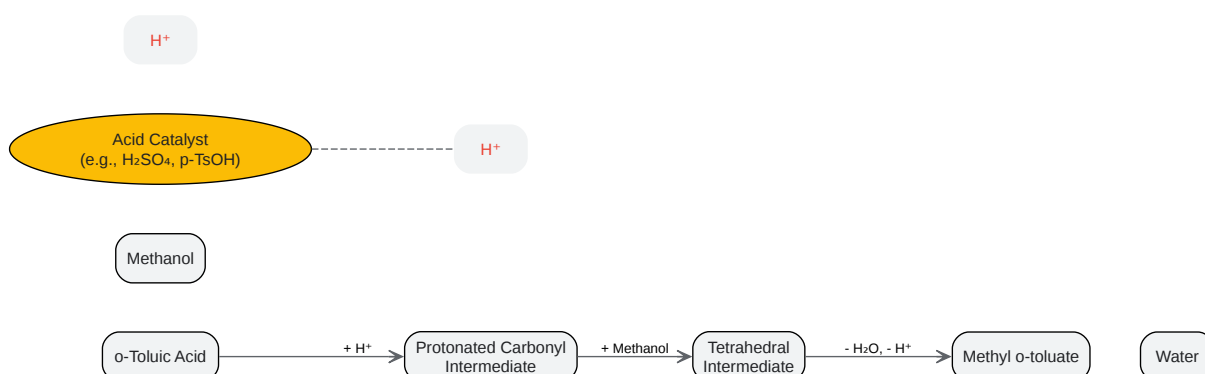 H⁺
Acid Catalyst
(e.g., H₂SO₄, p-TsOH)
H⁺
Methanol
o-Toluic Acid
+ H⁺
Protonated Carbonyl
Intermediate
+ Methanol
Tetrahedral
Intermediate
- H₂O, - H⁺
Methyl o-toluate
Water